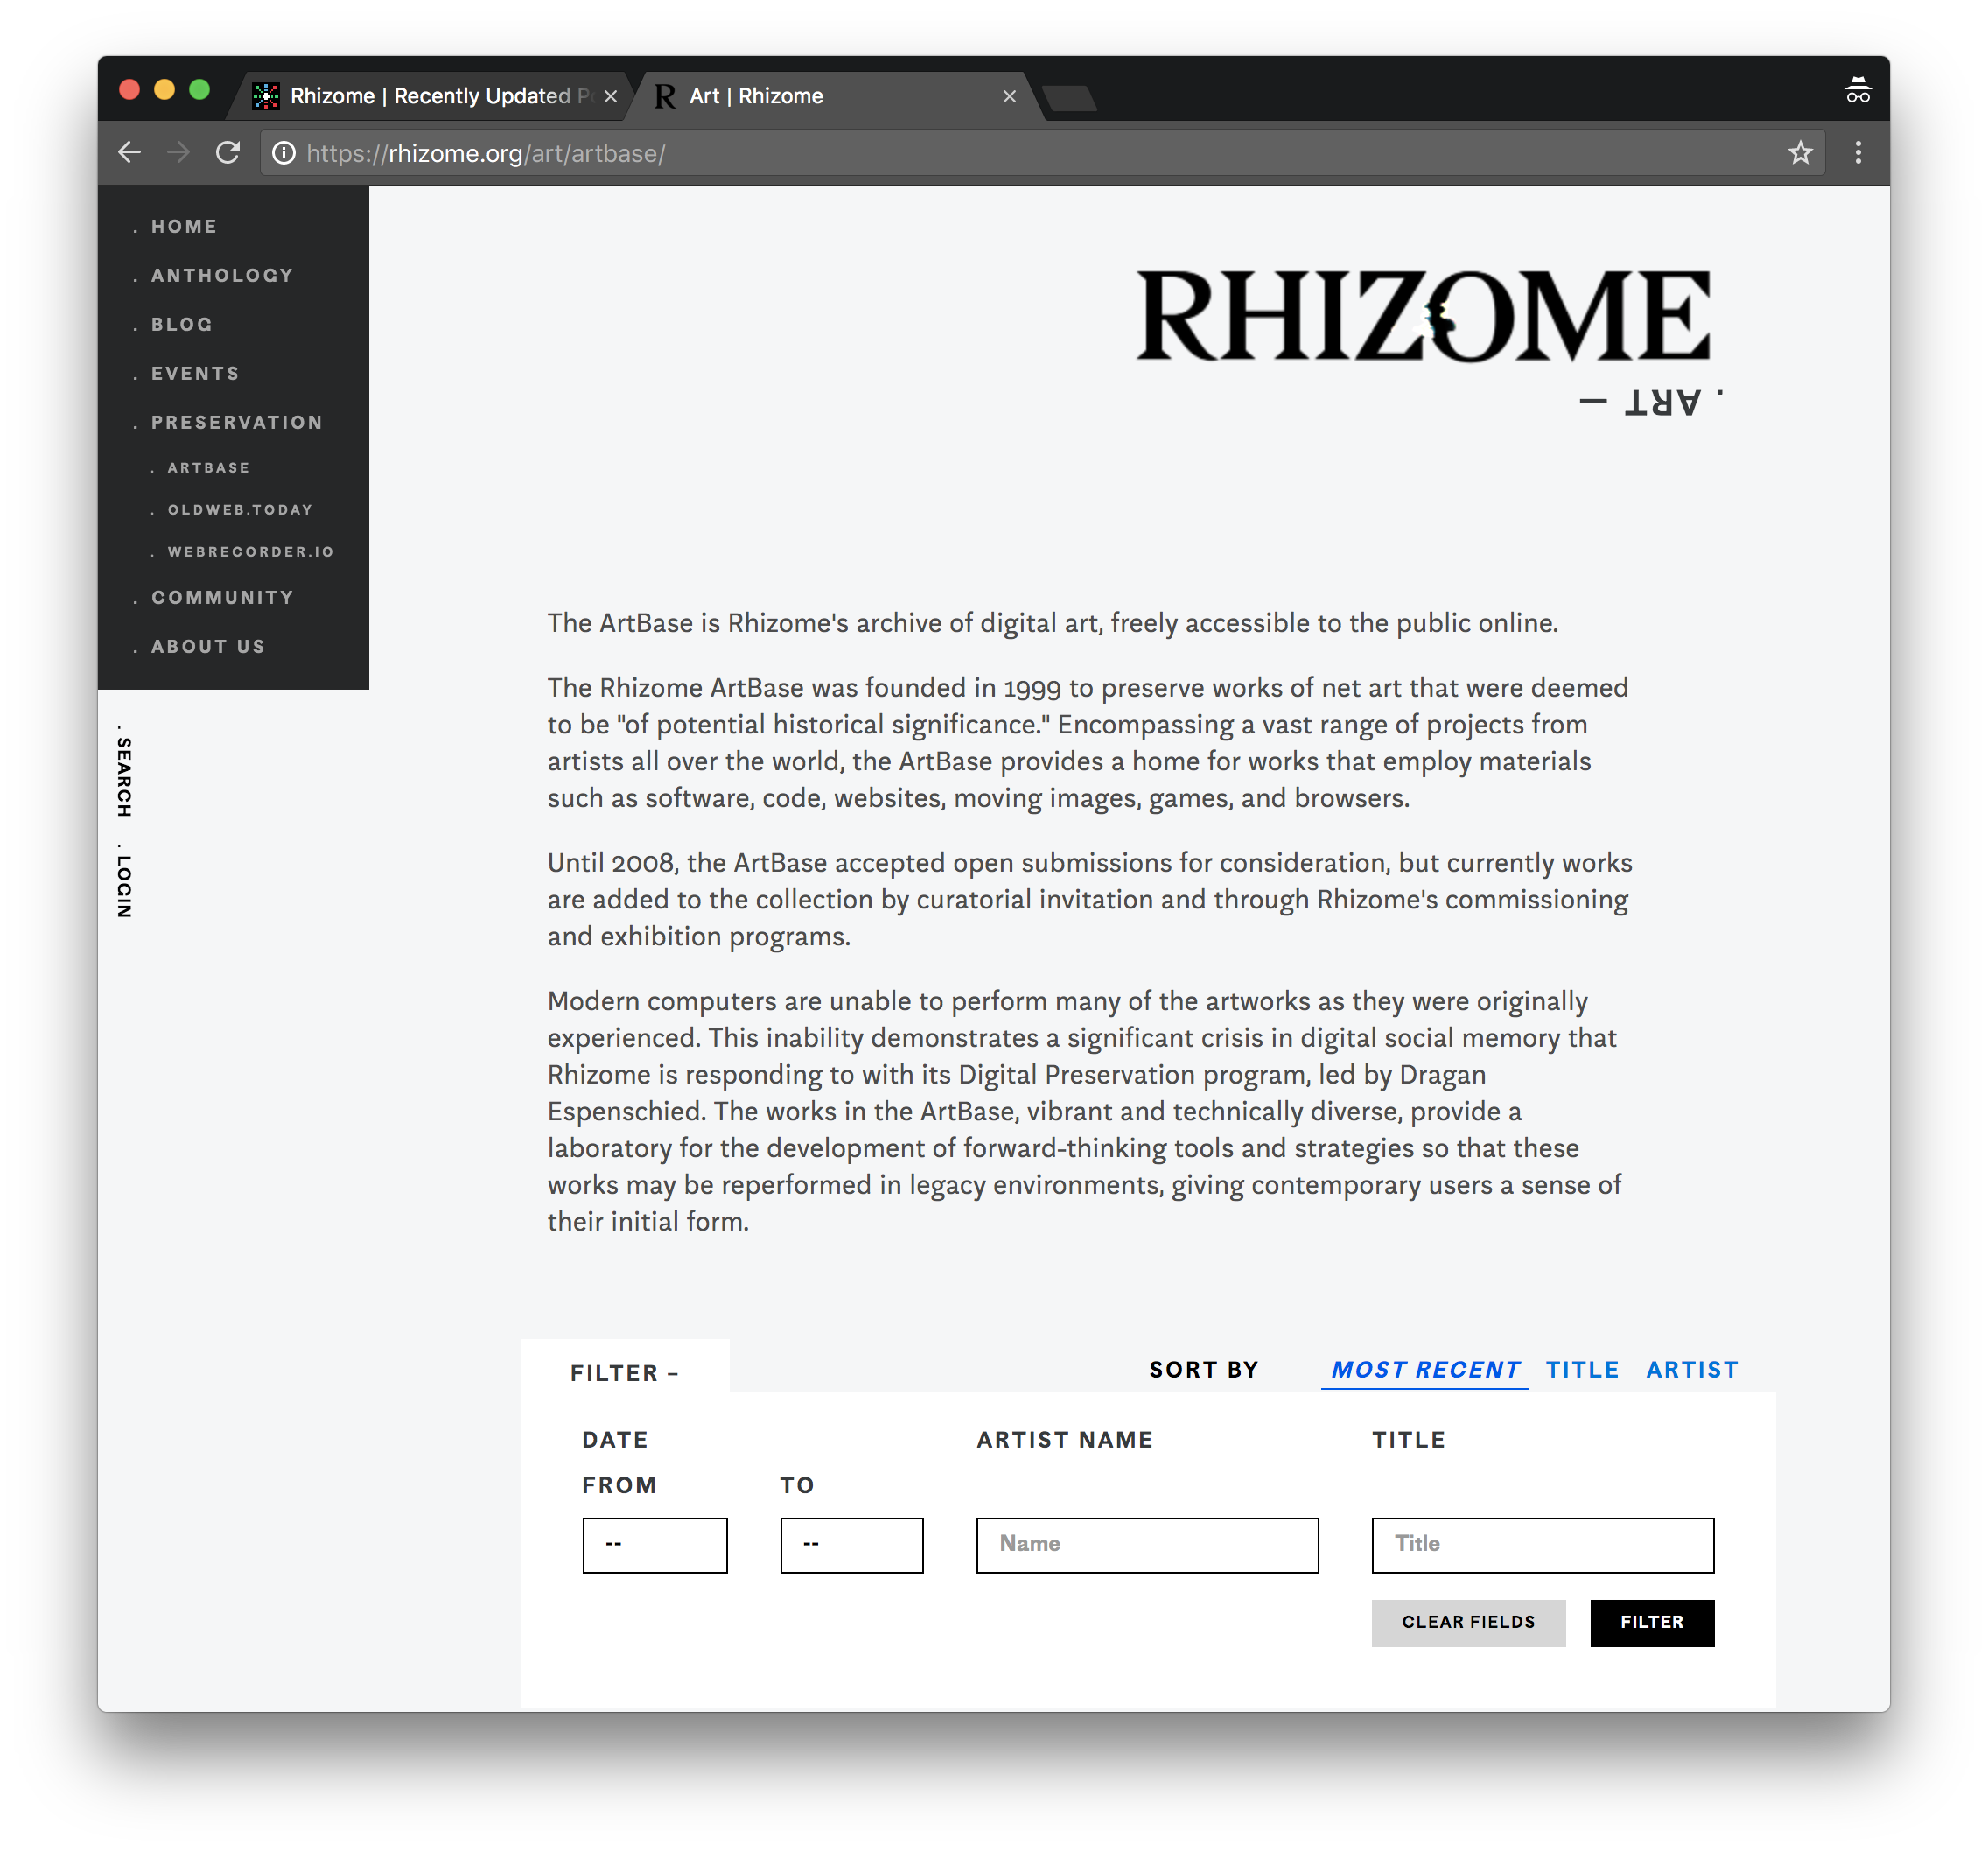 Rhizome | Recently Updated P
Art | Rhizome
https://rhizome.org/art/artbase/
. HOME
. ANTHOLOGY
. BLOG
. EVENTS
. PRESERVATION
. ARTBASE
. OLDWEB.TODAY
. WEBRECORDER.IO
. COMMUNITY
. ABOUT US
. SEARCH . LOGIN
RHIZOME
. ART —
The ArtBase is Rhizome's archive of digital art, freely accessible to the public online.
The Rhizome ArtBase was founded in 1999 to preserve works of net art that were deemed
to be "of potential historical significance." Encompassing a vast range of projects from
artists all over the world, the ArtBase provides a home for works that employ materials
such as software, code, websites, moving images, games, and browsers.
Until 2008, the ArtBase accepted open submissions for consideration, but currently works
are added to the collection by curatorial invitation and through Rhizome's commissioning
and exhibition programs.
Modern computers are unable to perform many of the artworks as they were originally
experienced. This inability demonstrates a significant crisis in digital social memory that
Rhizome is responding to with its Digital Preservation program, led by Dragan
Espenschied. The works in the ArtBase, vibrant and technically diverse, provide a
laboratory for the development of forward-thinking tools and strategies so that these
works may be reperformed in legacy environments, giving contemporary users a sense of
their initial form.
FILTER –
SORT BY MOST RECENT TITLE ARTIST
DATE ARTIST NAME TITLE
FROM TO
-- -- Name Title
CLEAR FIELDS FILTER